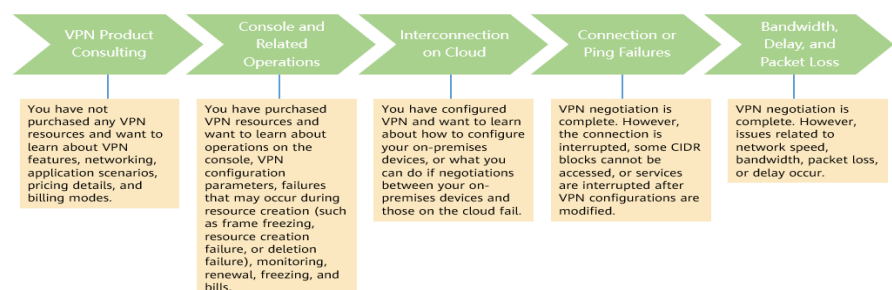 VPN Product
Consulting
Console and
Related
Operations
Interconnection
on Cloud
Connection or
Ping Failures
Bandwidth,
Delay, and
Packet Loss
You have not
purchased any VPN
resources and want to
learn about VPN
features, networking,
application scenarios,
pricing details, and
billing modes.
You have purchased
VPN resources and
want to learn about
operations on the
console, VPN
configuration
parameters, failures
that may occur during
resource creation (such
as frame freezing,
resource creation
failure, or deletion
failure), monitoring,
renewal, freezing, and
bills.
You have configured
VPN and want to learn
about how to configure
your on-premises
devices, or what you
can do if negotiations
between your on-
premises devices and
those on the cloud fail.
VPN negotiation is
complete. However,
the connection is
interrupted, some CIDR
blocks cannot be
accessed, or services
are interrupted after
VPN configurations are
modified.
VPN negotiation is
complete. However,
issues related to
network speed,
bandwidth, packet loss,
or delay occur.